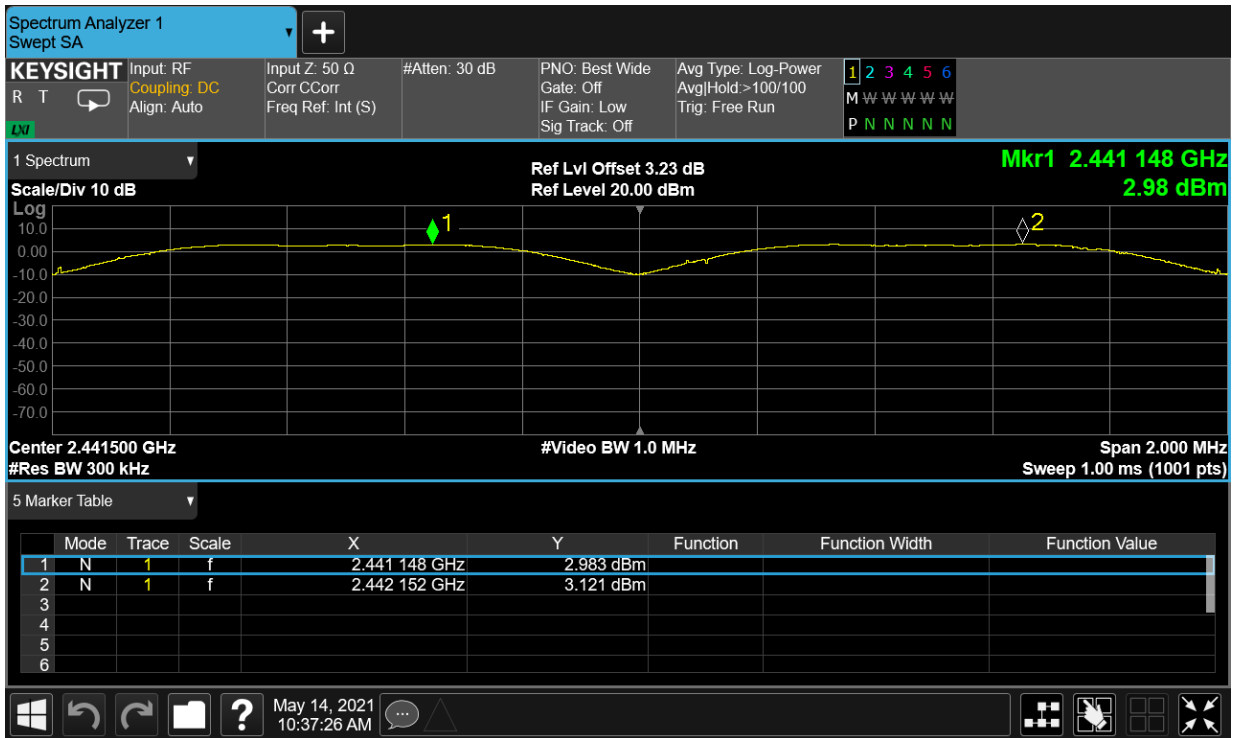 Spectrum Analyzer 1
Swept SA
+
KEYSIGHT
R T
LXI
Input: RF
Coupling: DC
Align: Auto
Input Z: 50 Ω
Corr CCorr
Freq Ref: Int (S)
#Atten: 30 dB
PNO: Best Wide
Gate: Off
IF Gain: Low
Sig Track: Off
Avg Type: Log-Power
Avg|Hold:>100/100
Trig: Free Run
1 2 3 4 5 6
M W W W W W
P N N N N N
1 Spectrum
Scale/Div 10 dB
Ref Lvl Offset 3.23 dB
Ref Level 20.00 dBm
Mkr1 2.441 148 GHz
2.98 dBm
Log
10.0
0.00
-10.0
-20.0
-30.0
-40.0
-50.0
-60.0
-70.0
1
2
Center 2.441500 GHz
#Res BW 300 kHz
#Video BW 1.0 MHz
Span 2.000 MHz
Sweep 1.00 ms (1001 pts)
5 Marker Table
Mode Trace Scale X Y Function Function Width Function Value
1 N 1 f 2.441 148 GHz 2.983 dBm
2 N 1 f 2.442 152 GHz 3.121 dBm
3
4
5
6
?
May 14, 2021
10:37:26 AM